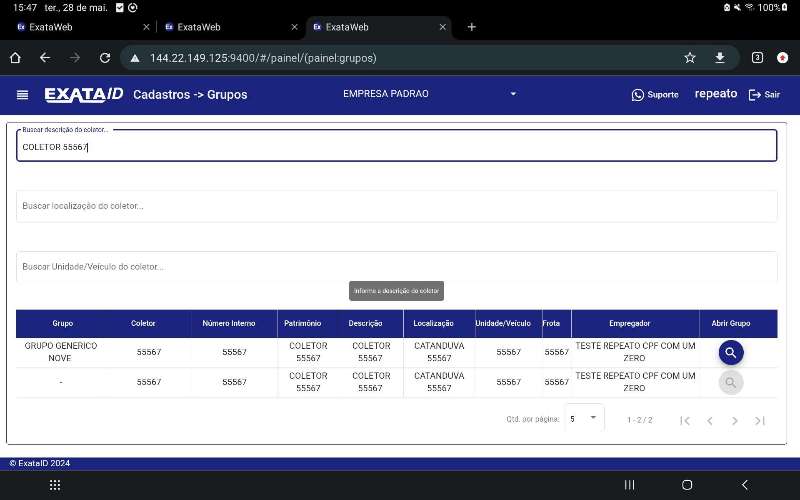 15:47 ter., 28 de mai. 100%
ExataWeb ExataWeb ExataWeb
144.22.149.125:9400/#/painel/(painel:grupos) 3
EXATAID Cadastros -> Grupos EMPRESA PADRAO Suporte repeato Sair
Buscar descrição do coletor...
COLETOR 55567
Buscar localização do coletor...
Buscar Unidade/Veículo do coletor...
Informe a descrição do coletor
Grupo Coletor Número Interno Patrimônio Descrição Localização Unidade/Veículo Frota Empregador Abrir Grupo
GRUPO GENERICO NOVE 55567 55567 COLETOR 55567 COLETOR 55567 CATANDUVA 55567 55567 55567 TESTE REPEATO CPF COM UM ZERO
- 55567 55567 COLETOR 55567 COLETOR 55567 CATANDUVA 55567 55567 55567 TESTE REPEATO CPF COM UM ZERO
Qtd. por página: 5 1 - 2 / 2
© ExataID 2024